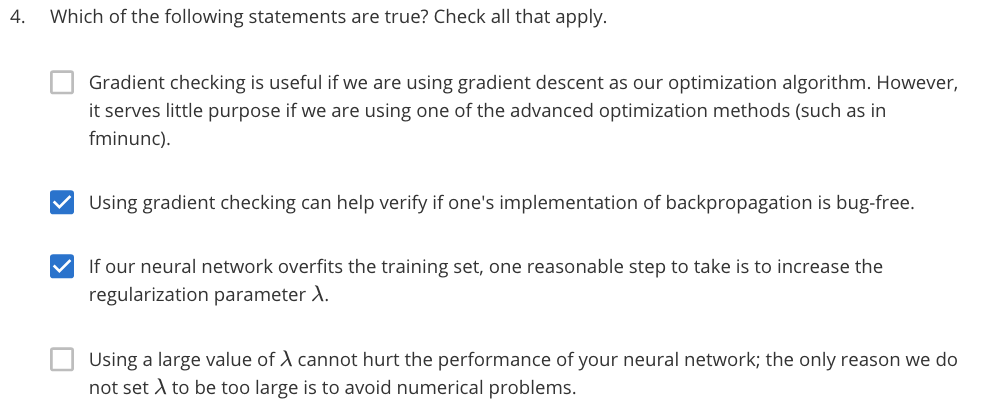 4. Which of the following statements are true? Check all that apply.
Gradient checking is useful if we are using gradient descent as our optimization algorithm. However,
it serves little purpose if we are using one of the advanced optimization methods (such as in
fminunc).
Using gradient checking can help verify if one's implementation of backpropagation is bug-free.
If our neural network overfits the training set, one reasonable step to take is to increase the
regularization parameter λ.
Using a large value of λ cannot hurt the performance of your neural network; the only reason we do
not set λ to be too large is to avoid numerical problems.